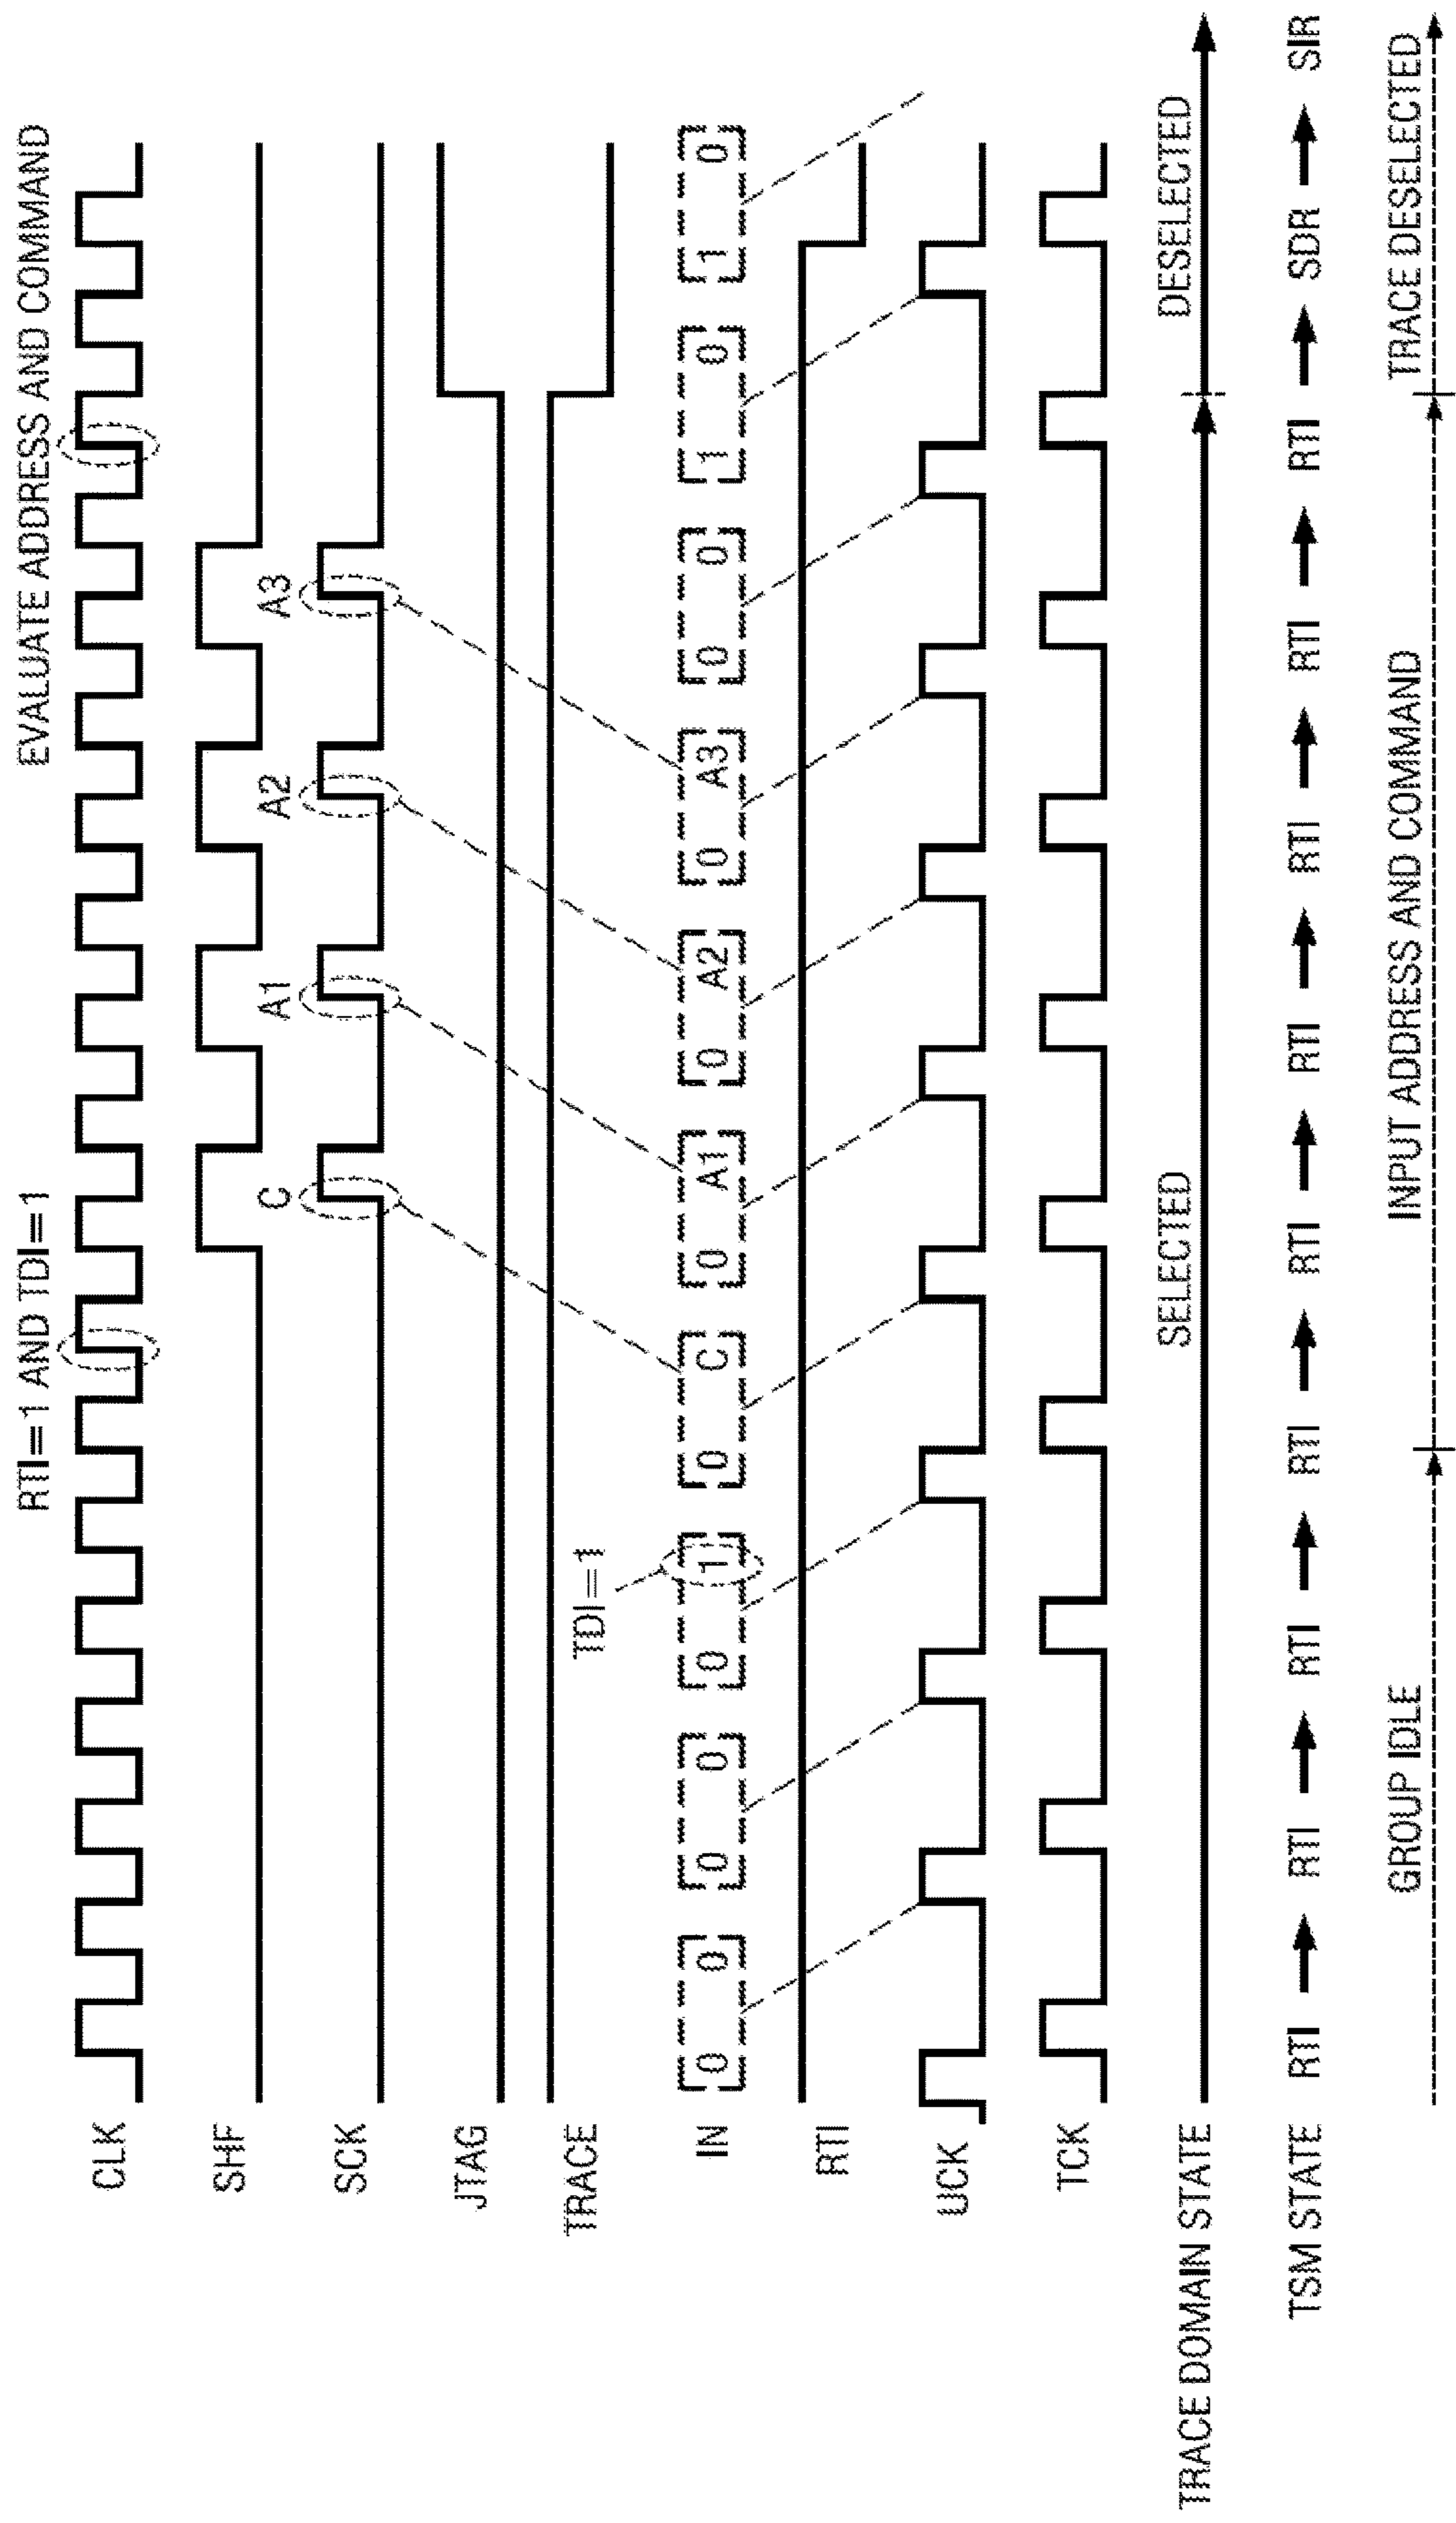 RTI=1 AND TDI=1 EVALUATE ADDRESS AND COMMAND
CLK
SHF
C A1 A2 A3
SCK
JTAG
TRACE
TDI=1
IN 0 0 0 0 0 1 0 C 0 A1 0 A2 0 A3 0 0 1 0 1 0
RTI
UCK
TCK
SELECTED DESELECTED
TRACE DOMAIN STATE
TSM STATE RTI RTI RTI RTI RTI RTI RTI RTI RTI SDR SIR
GROUP IDLE INPUT ADDRESS AND COMMAND TRACE DESELECTED